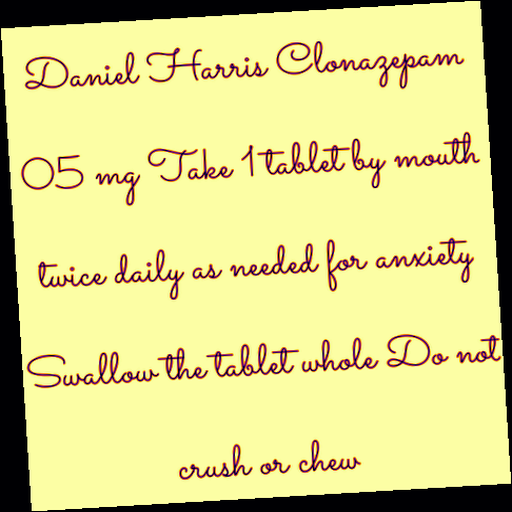 Daniel Harris Clonazepam
05 mg Take 1 tablet by mouth
twice daily as needed for anxiety
Swallow the tablet whole Do not
crush or chew